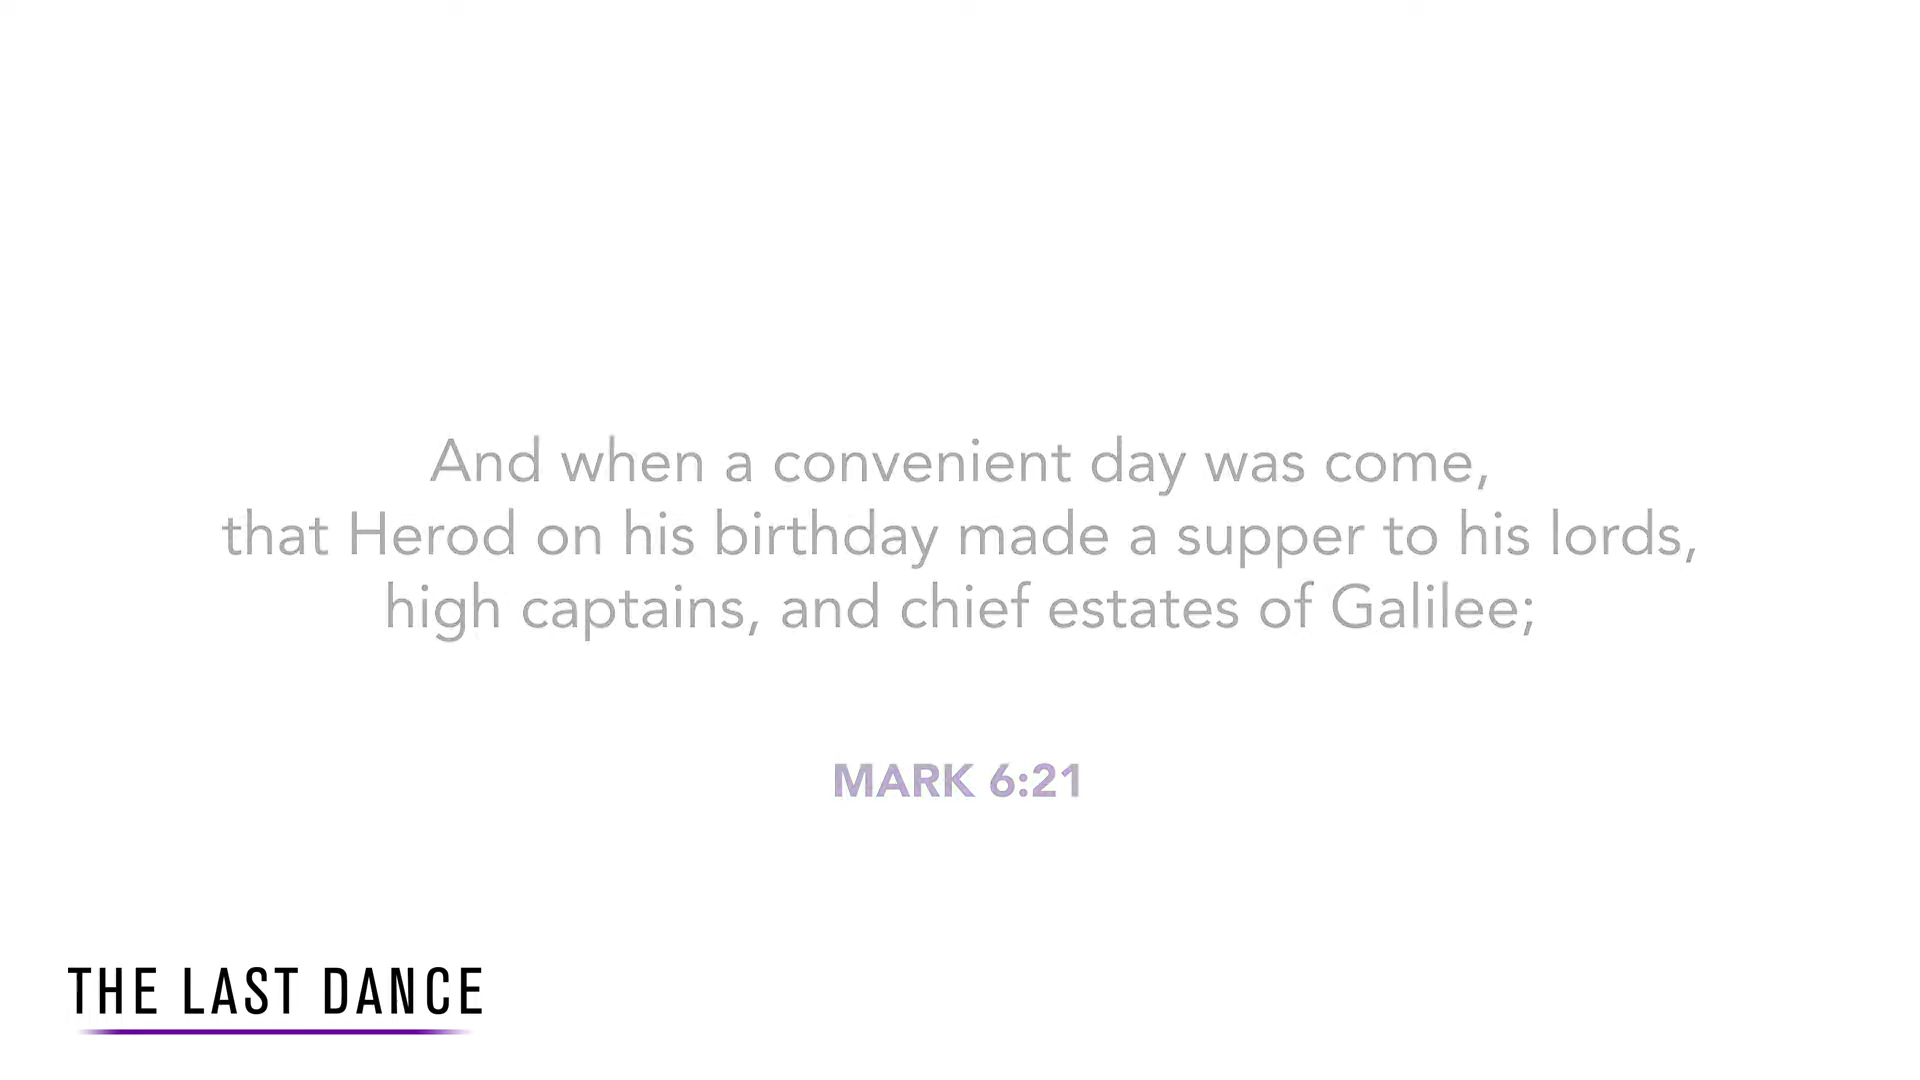 And when a convenient day was come,
that Herod on his birthday made a supper to his lords,
high captains, and chief estates of Galilee;
MARK 6:21
THE LAST DANCE